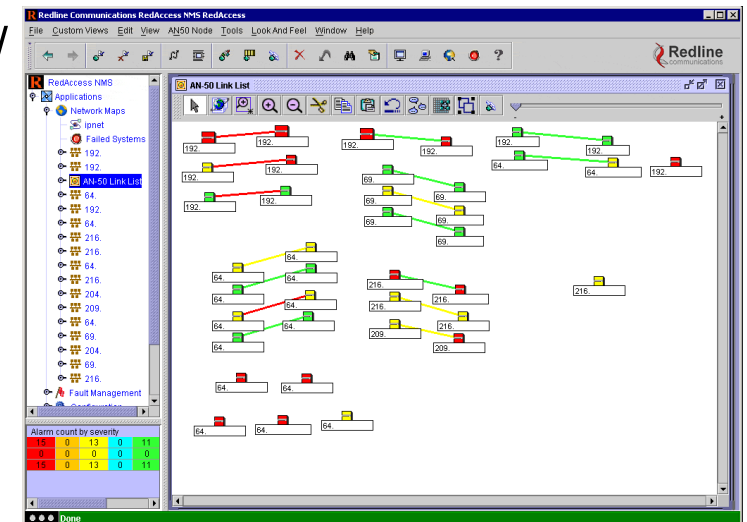 y
Redline Communications RedAccess NMS RedAccess
File Custom Views Edit View AN50 Node Tools Look And Feel Window Help
?
Redline
communications
RedAccess NMS
Applications
Network Maps
ipnet
Failed Systems
192.
192.
AN-50 Link List
64.
192.
64.
216.
216.
64.
216.
204.
209.
64.
69.
204.
69.
216.
Fault Management
Alarm count by severity
15 0 13 0 11
0 0 0 0 0
15 0 13 0 11
AN-50 Link List
192. 192. 192. 192. 192. 192.
192. 192. 64. 64. 192.
192. 192.
69. 69.
69. 69.
69. 69.
64. 64.
64. 64.
64. 64.
64. 64.
216. 216.
216. 216.
209. 209.
216.
64. 64.
64. 64. 64.
Done